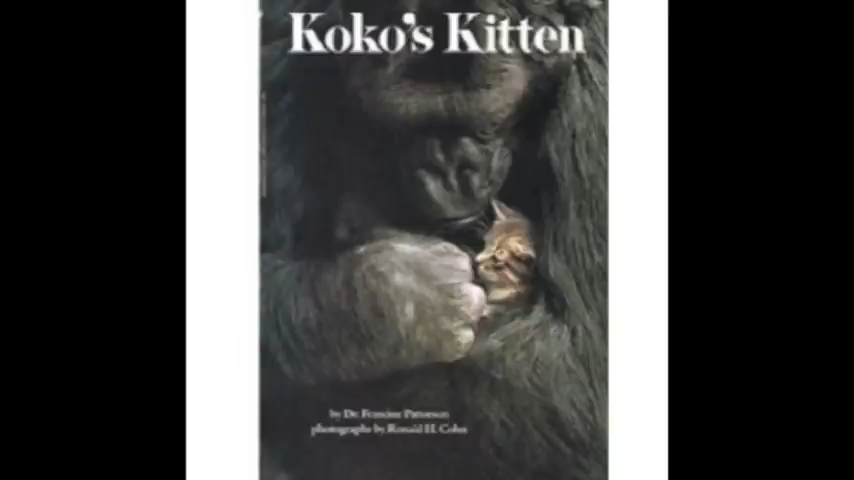 Koko's Kitten
by Dr. Francine Patterson
photographs by Ronald H. Cohn